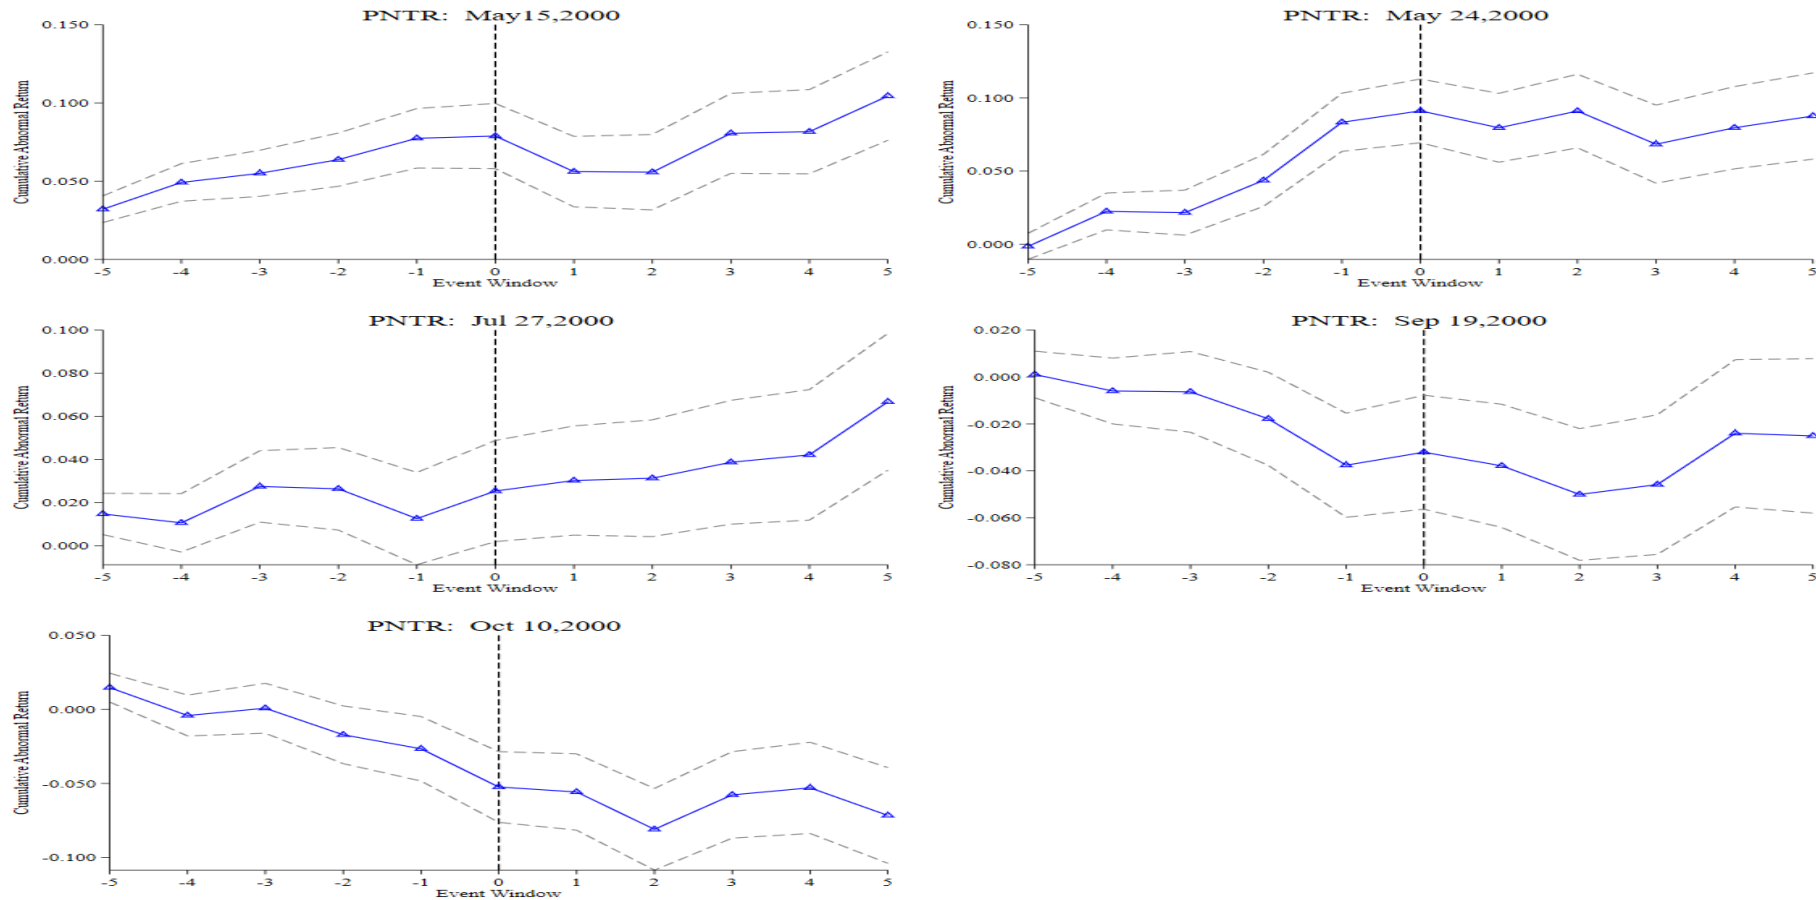 PNTR: May15,2000
Cumulative Abnormal Return
0.150
0.100
0.050
0.000
-5 -4 -3 -2 -1 0 1 2 3 4 5
Event Window
PNTR: May 24,2000
Cumulative Abnormal Return
0.150
0.100
0.050
0.000
-5 -4 -3 -2 -1 0 1 2 3 4 5
Event Window
PNTR: Jul 27,2000
Cumulative Abnormal Return
0.100
0.080
0.060
0.040
0.020
0.000
-5 -4 -3 -2 -1 0 1 2 3 4 5
Event Window
PNTR: Sep 19,2000
Cumulative Abnormal Return
0.020
0.000
-0.020
-0.040
-0.060
-0.080
-5 -4 -3 -2 -1 0 1 2 3 4 5
Event Window
PNTR: Oct 10,2000
Cumulative Abnormal Return
0.050
0.000
-0.050
-0.100
-5 -4 -3 -2 -1 0 1 2 3 4 5
Event Window